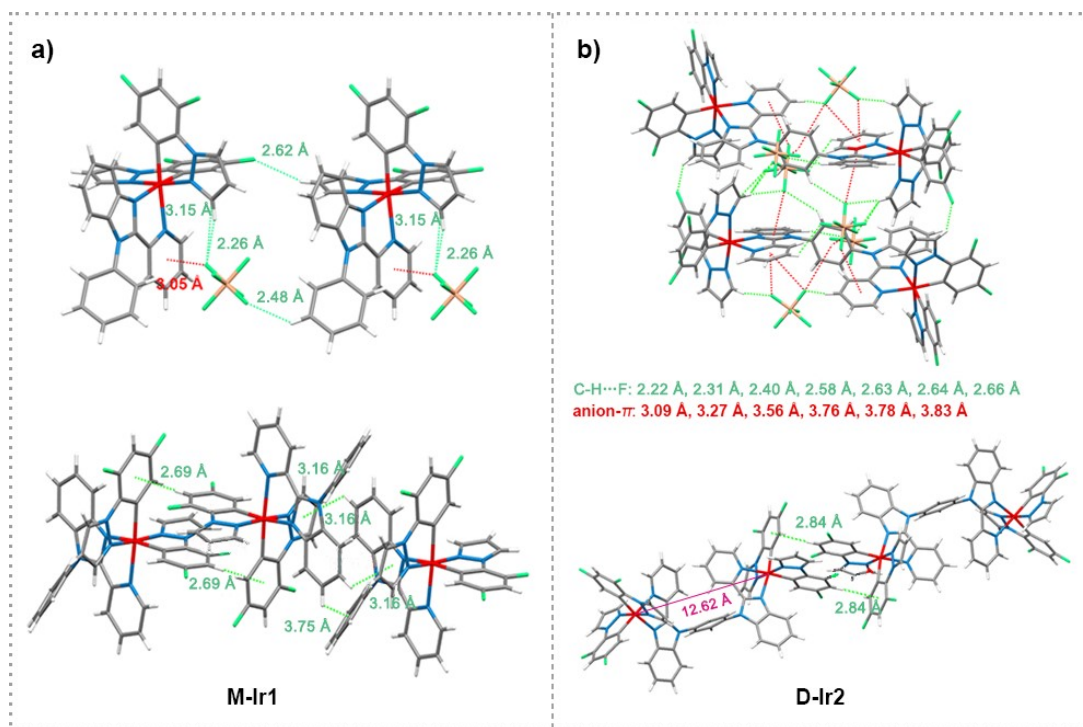 a)
2.62 Å
3.15 Å
3.15 Å
2.26 Å
2.26 Å
3.05 Å
2.48 Å
2.69 Å
3.16 Å
3.16 Å
2.69 Å
3.16 Å
3.75 Å
M-Ir1
b)
C-H⋯F: 2.22 Å, 2.31 Å, 2.40 Å, 2.58 Å, 2.63 Å, 2.64 Å, 2.66 Å
anion-π: 3.09 Å, 3.27 Å, 3.56 Å, 3.76 Å, 3.78 Å, 3.83 Å
2.84 Å
12.62 Å
2.84 Å
D-Ir2